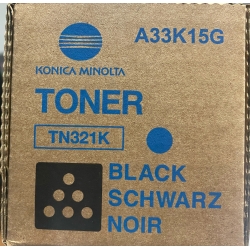 A33K15G
KONICA MINOLTA
TONER
TN321K
BLACK
SCHWARZ
NOIR